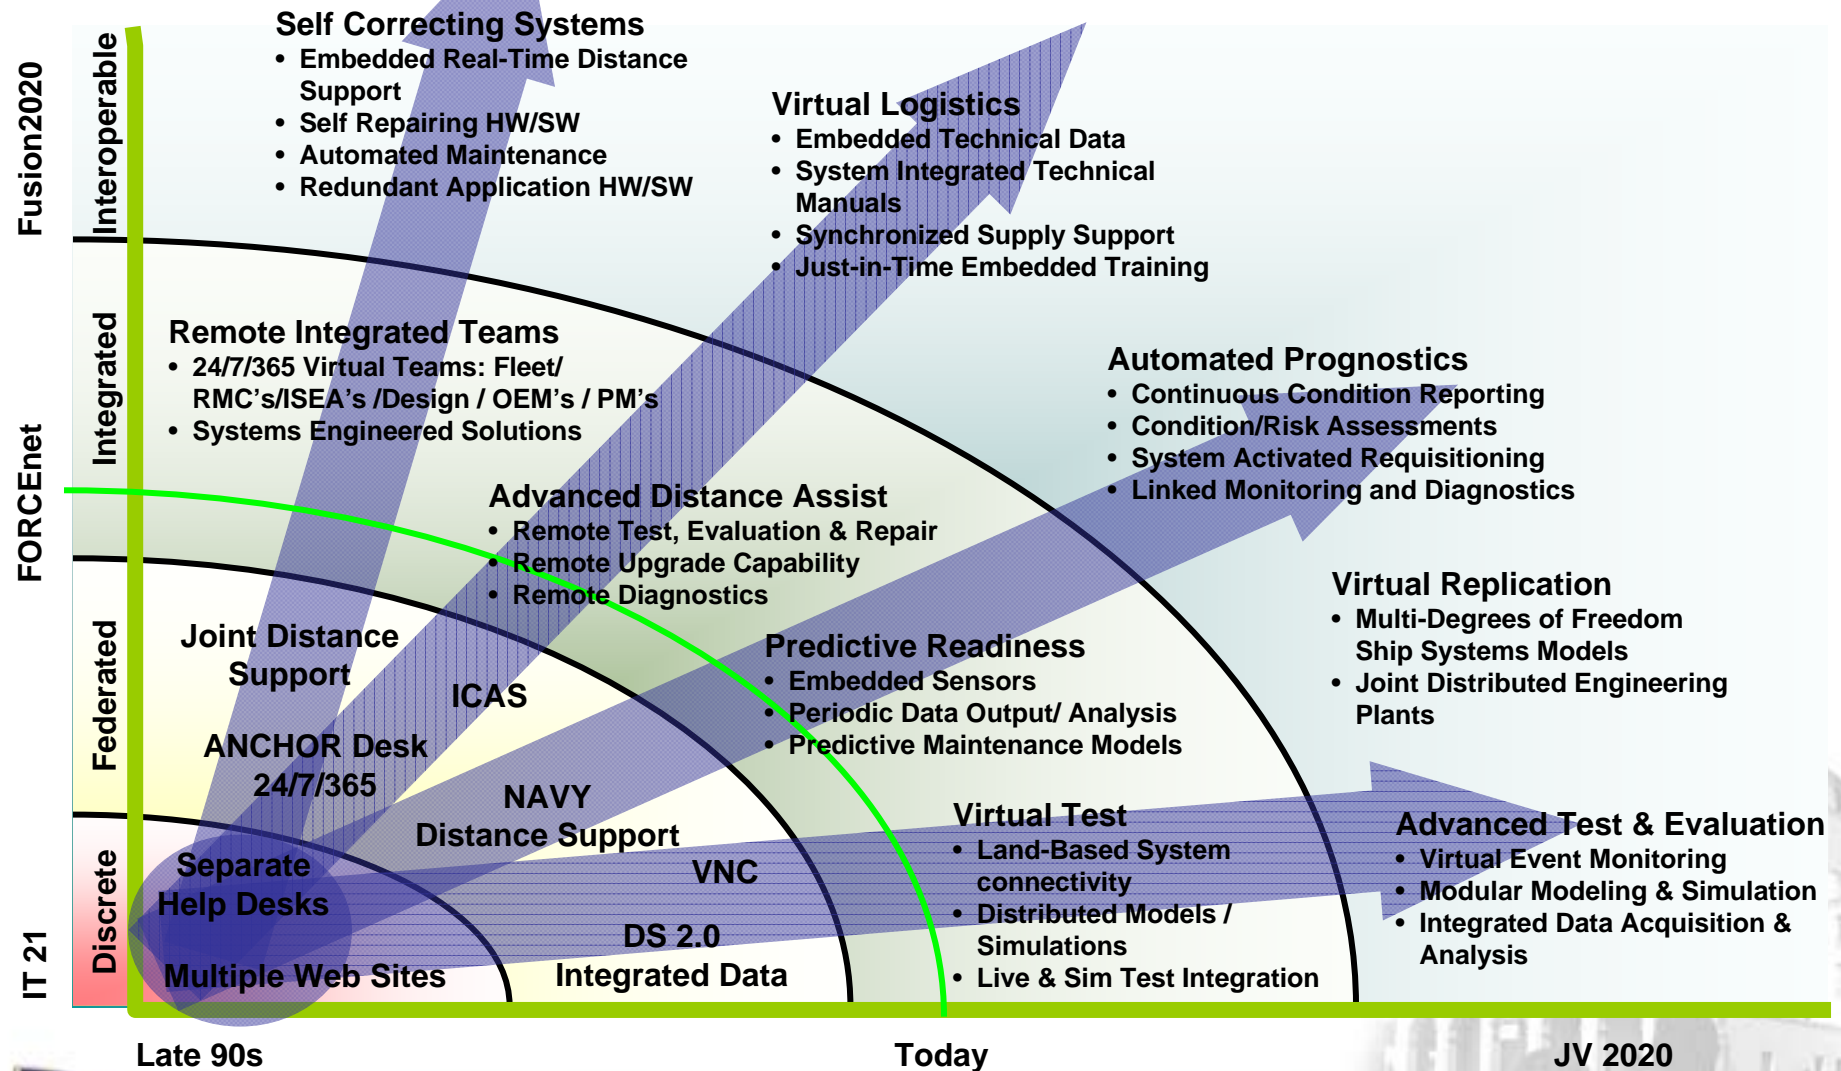 Fusion2020
FORCEnet
IT 21
Interoperable
Integrated
Federated
Discrete
Self Correcting Systems
• Embedded Real-Time Distance
Support
• Self Repairing HW/SW
• Automated Maintenance
• Redundant Application HW/SW
Virtual Logistics
• Embedded Technical Data
• System Integrated Technical
Manuals
• Synchronized Supply Support
• Just-in-Time Embedded Training
Remote Integrated Teams
• 24/7/365 Virtual Teams: Fleet/
RMC's/ISEA's /Design / OEM's / PM's
• Systems Engineered Solutions
Automated Prognostics
• Continuous Condition Reporting
• Condition/Risk Assessments
• System Activated Requisitioning
• Linked Monitoring and Diagnostics
Advanced Distance Assist
• Remote Test, Evaluation & Repair
• Remote Upgrade Capability
• Remote Diagnostics
Virtual Replication
• Multi-Degrees of Freedom
Ship Systems Models
• Joint Distributed Engineering
Plants
Joint Distance
Support
ICAS
Predictive Readiness
• Embedded Sensors
• Periodic Data Output/ Analysis
• Predictive Maintenance Models
ANCHOR Desk
24/7/365
NAVY
Distance Support
VNC
Virtual Test
• Land-Based System
connectivity
• Distributed Models /
Simulations
• Live & Sim Test Integration
Advanced Test & Evaluation
• Virtual Event Monitoring
• Modular Modeling & Simulation
• Integrated Data Acquisition &
Analysis
Separate
Help Desks
Multiple Web Sites
DS 2.0
Integrated Data
Late 90s
Today
JV 2020